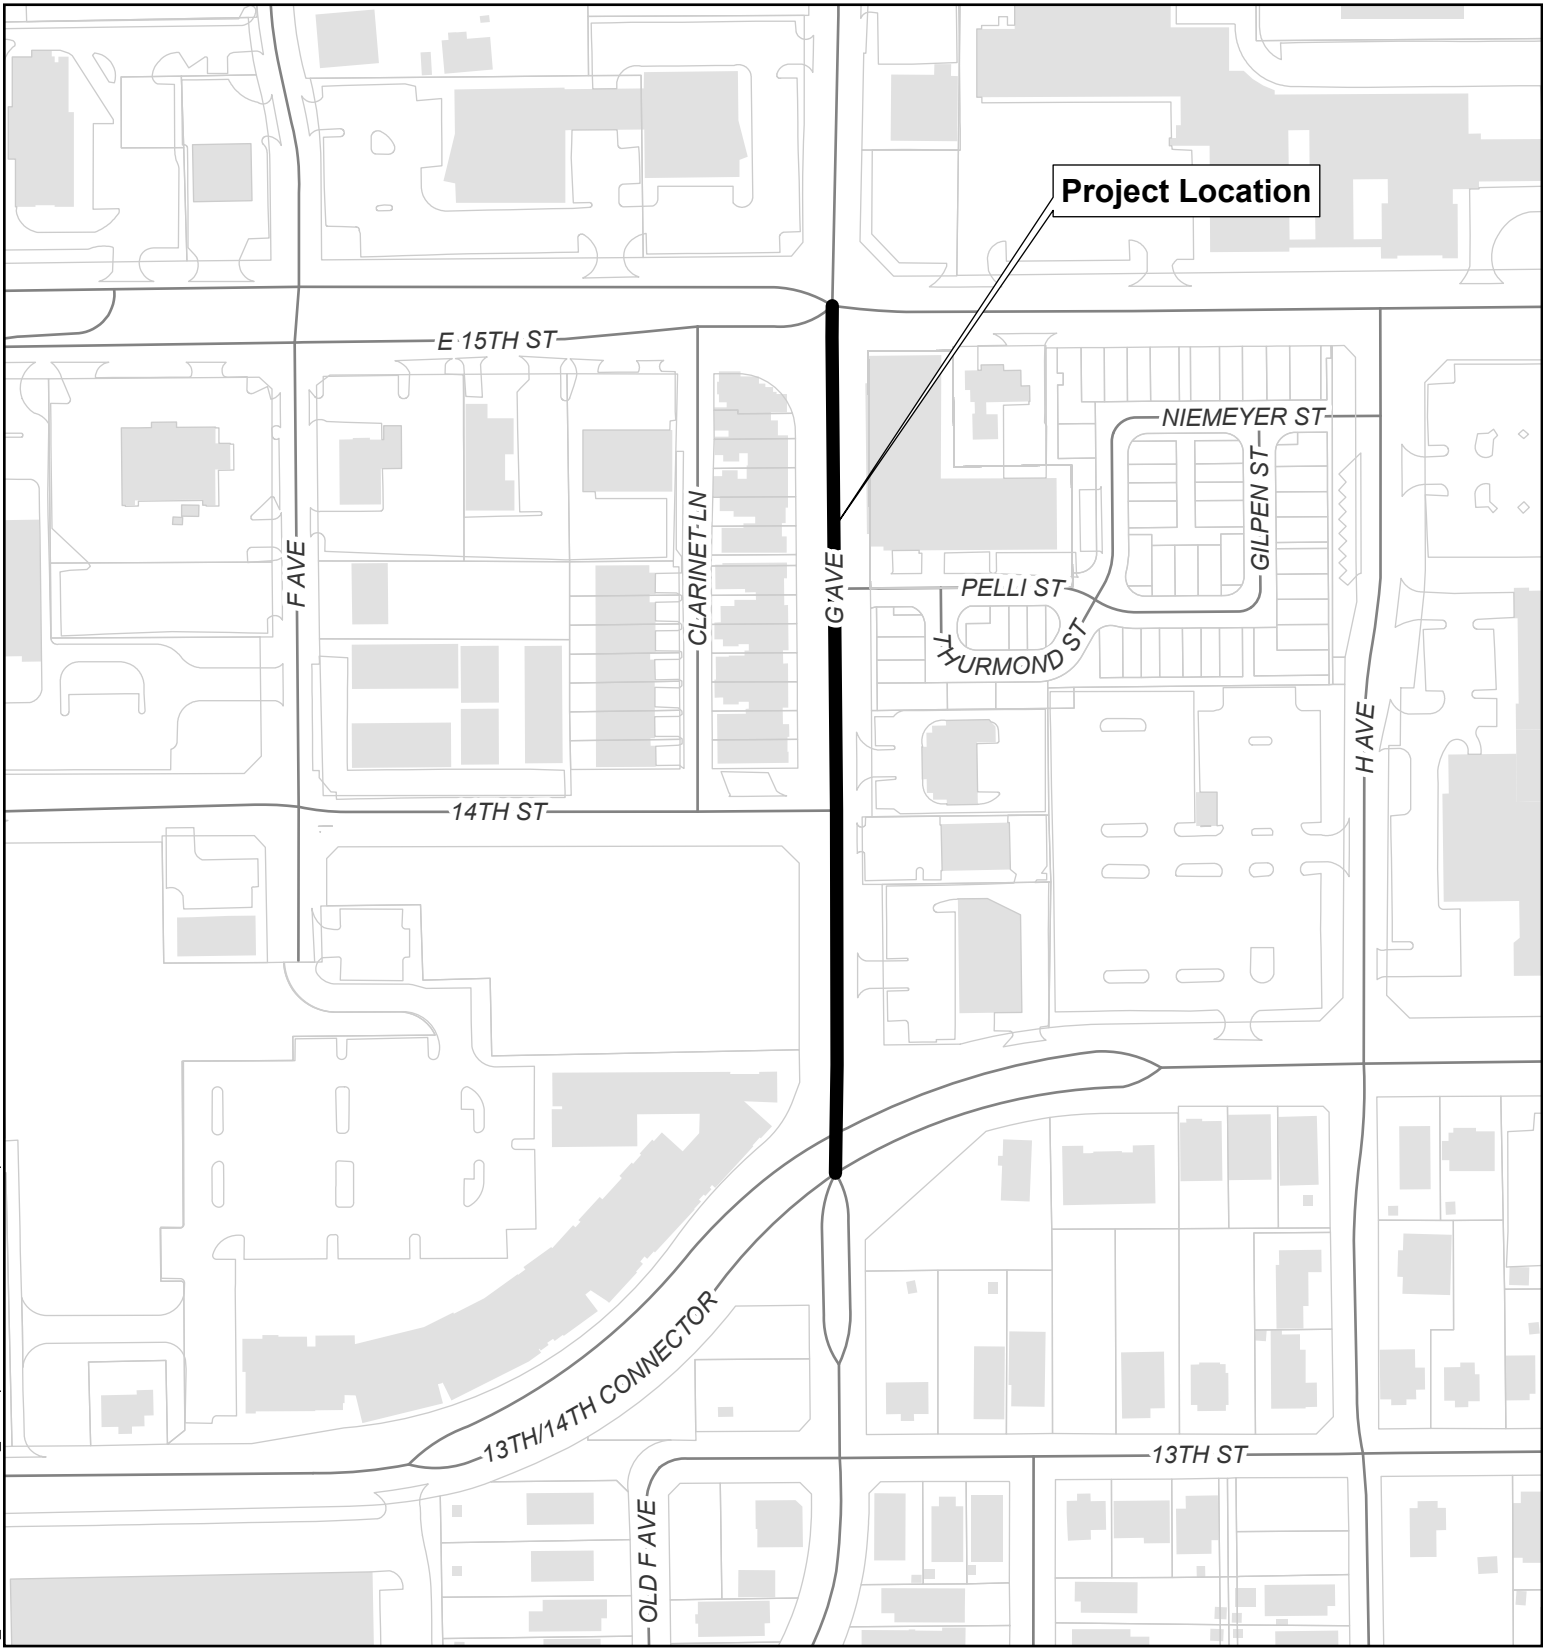 Project Location
E 15TH ST
NIEMEYER ST
GILPEN ST
CLARINET LN
F AVE
G AVE
PELLI ST
THURMOND ST
H AVE
14TH ST
13TH/14TH CONNECTOR
13TH ST
OLD F AVE